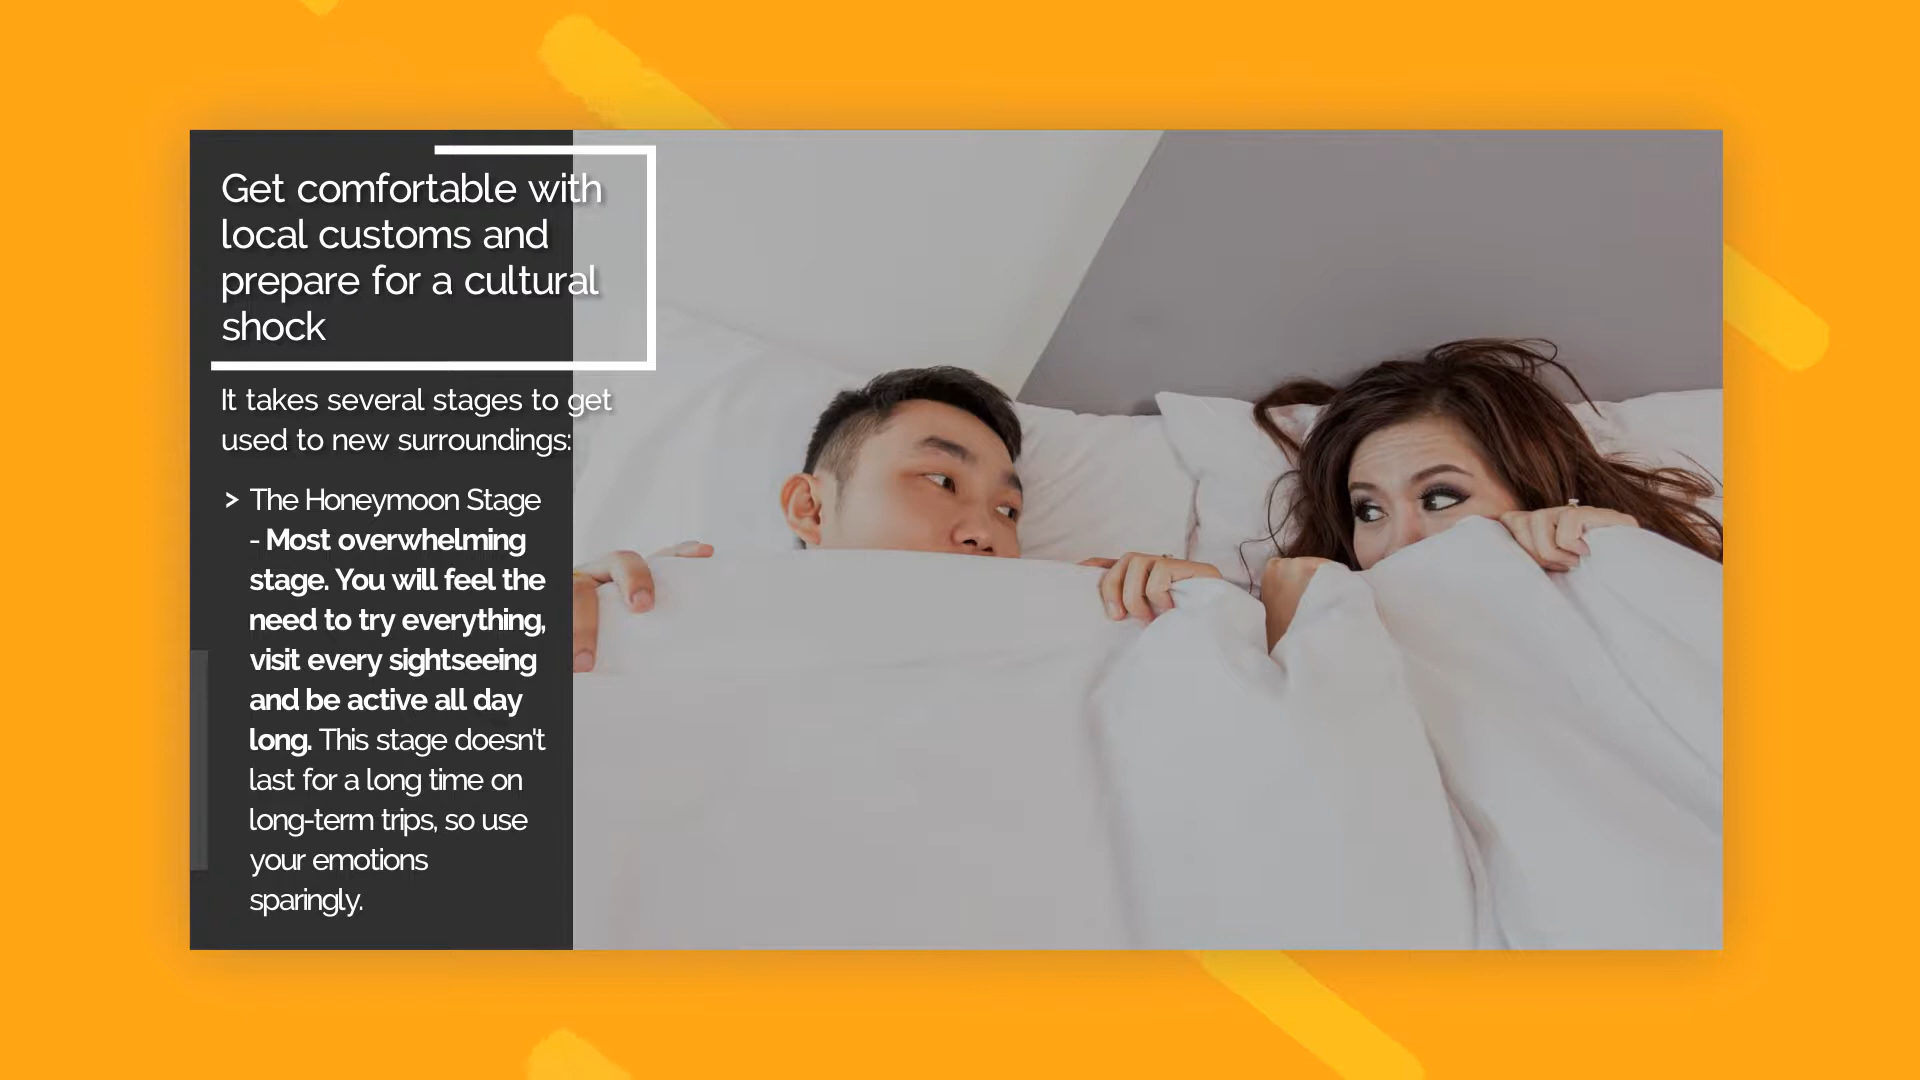 Get comfortable with
local customs and
prepare for a cultural
shock
It takes several stages to get
used to new surroundings:
> The Honeymoon Stage
- Most overwhelming
stage. You will feel the
need to try everything,
visit every sightseeing
and be active all day
long. This stage doesn't
last for a long time on
long-term trips, so use
your emotions
sparingly.